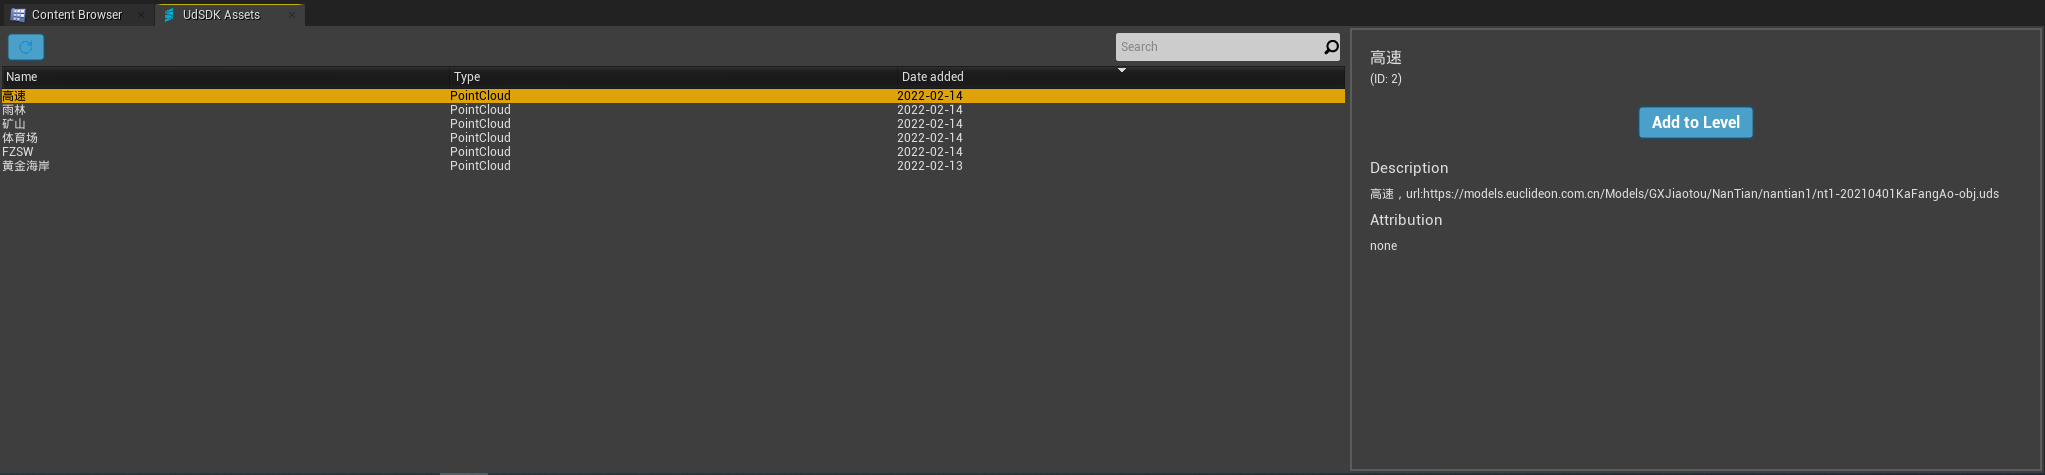 Content Browser
UdSDK Assets
Search
Name Type Date added
高速 PointCloud 2022-02-14
雨林 PointCloud 2022-02-14
矿山 PointCloud 2022-02-14
体育场 PointCloud 2022-02-14
FZSW PointCloud 2022-02-14
黄金海岸 PointCloud 2022-02-13
高速
(ID: 2)
Add to Level
Description
高速，url:https://models.euclideon.com.cn/Models/GXJiaotou/NanTian/nantian1/nt1-20210401KaFangAo-obj.uds
Attribution
none